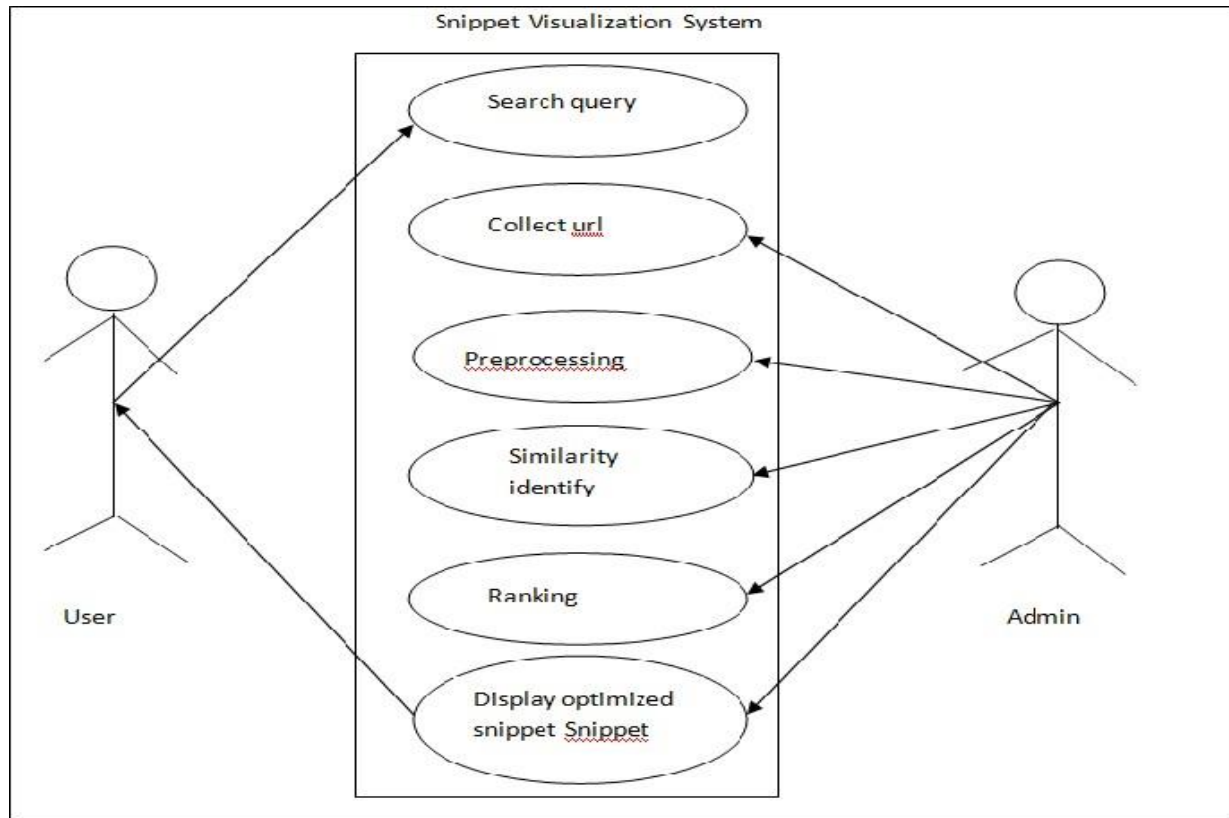 Snippet Visualization System
Search query
Collect url
Preprocessing
Similarity
identify
Ranking
User
Admin
Display optimized
snippet Snippet